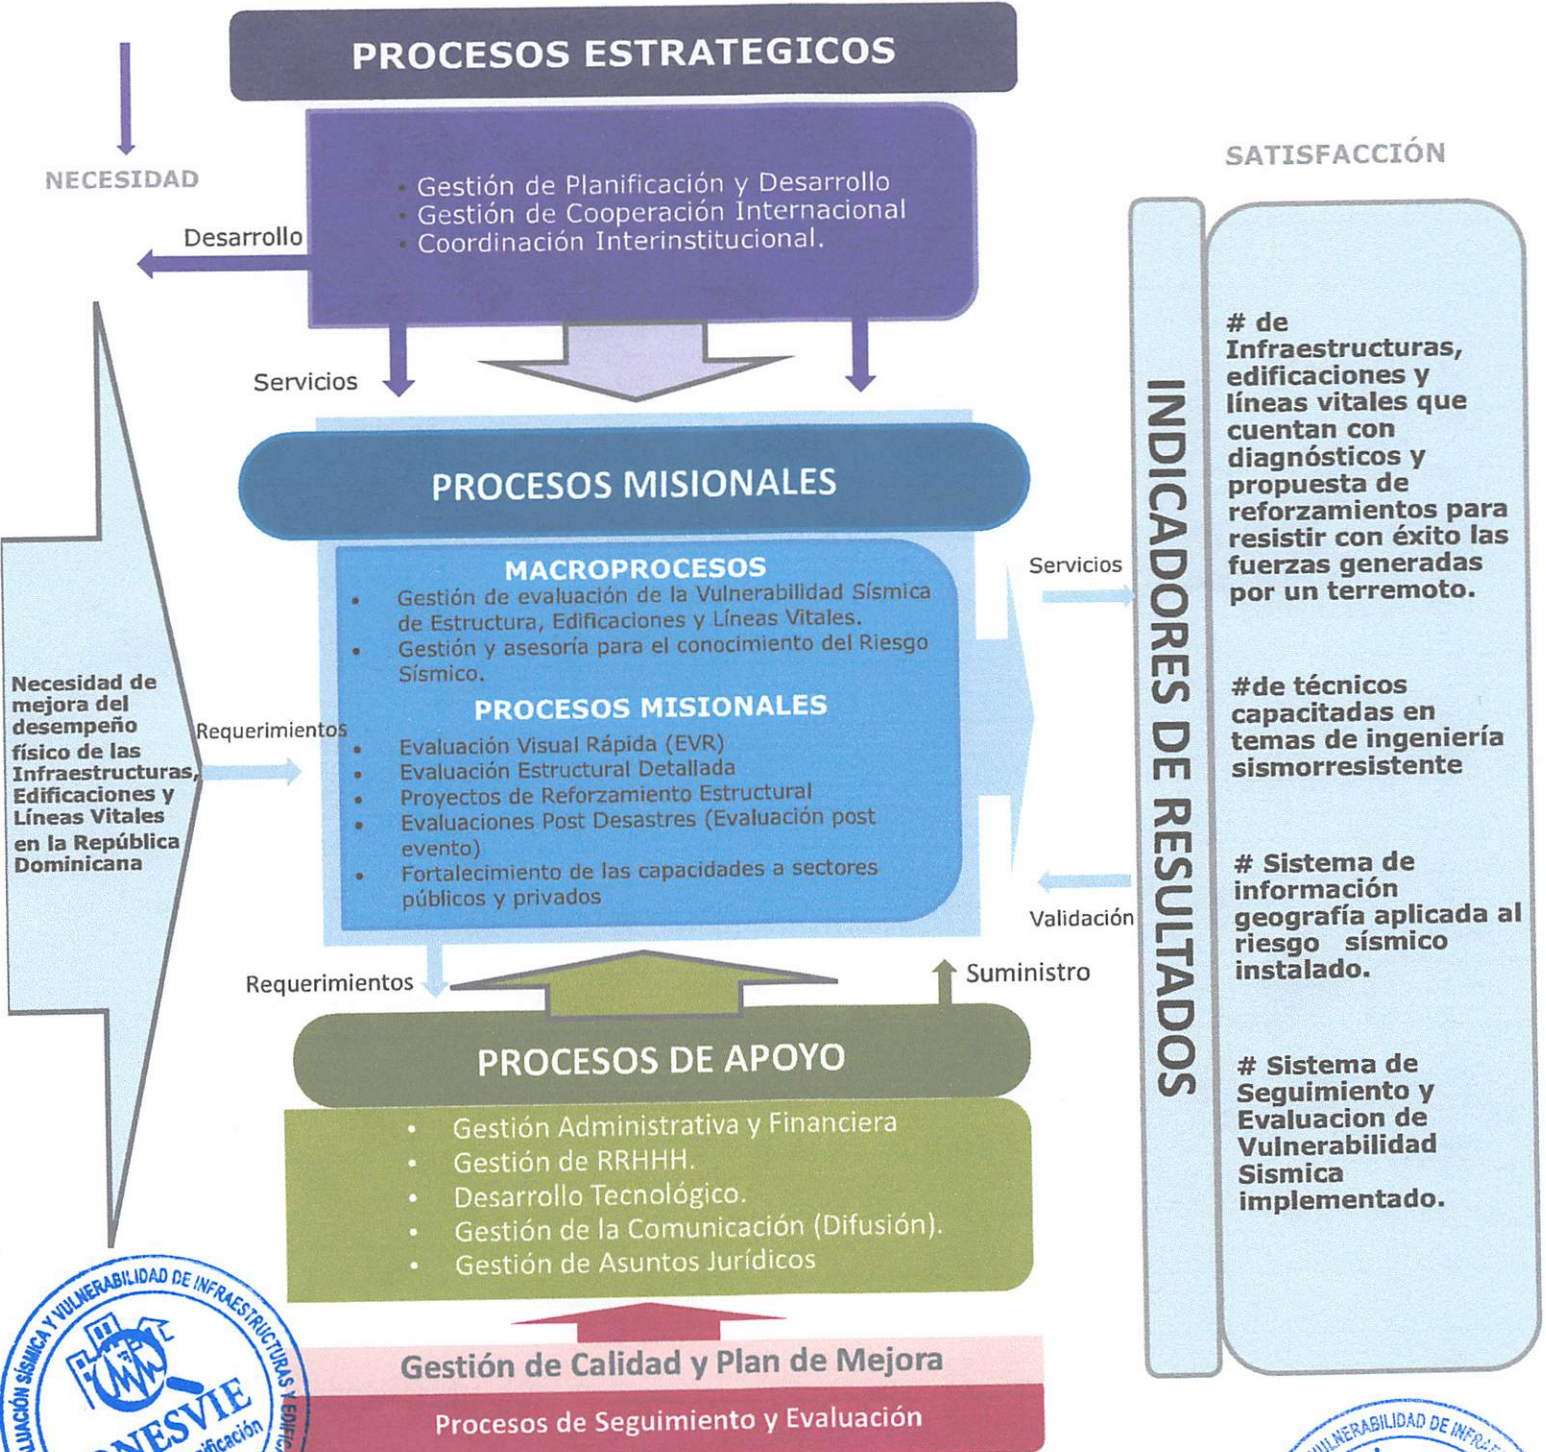 PROCESOS ESTRATEGICOS
NECESIDAD
Gestión de Planificación y Desarrollo
Gestión de Cooperación Internacional
Coordinación Interinstitucional.
Desarrollo
Servicios
SATISFACCIÓN
PROCESOS MISIONALES
MACROPROCESOS
Gestión de evaluación de la Vulnerabilidad Sísmica
de Estructura, Edificaciones y Líneas Vitales.
Gestión y asesoría para el conocimiento del Riesgo
Sísmico.
PROCESOS MISIONALES
Evaluación Visual Rápida (EVR)
Evaluación Estructural Detallada
Proyectos de Reforzamiento Estructural
Evaluaciones Post Desastres (Evaluación post
evento)
Fortalecimiento de las capacidades a sectores
públicos y privados
Necesidad de
mejora del
desempeño
físico de las
Infraestructuras,
Edificaciones y
Líneas Vitales
en la República
Dominicana
Requerimientos
Servicios
Validación
Requerimientos
Suministro
PROCESOS DE APOYO
Gestión Administrativa y Financiera
Gestión de RRHHH.
Desarrollo Tecnológico.
Gestión de la Comunicación (Difusión).
Gestión de Asuntos Jurídicos
Gestión de Calidad y Plan de Mejora
Procesos de Seguimiento y Evaluación
INDICADORES DE RESULTADOS
# de
Infraestructuras,
edificaciones y
líneas vitales que
cuentan con
diagnósticos y
propuesta de
reforzamientos para
resistir con éxito las
fuerzas generadas
por un terremoto.
#de técnicos
capacitadas en
temas de ingeniería
sismorresistente
# Sistema de
información
geografía aplicada al
riesgo sísmico
instalado.
# Sistema de
Seguimiento y
Evaluacion de
Vulnerabilidad
Sismica
implementado.
SÍSMICA Y VULNERABILIDAD DE INFRAESTRUCTURAS Y
VULNERABILIDAD DE